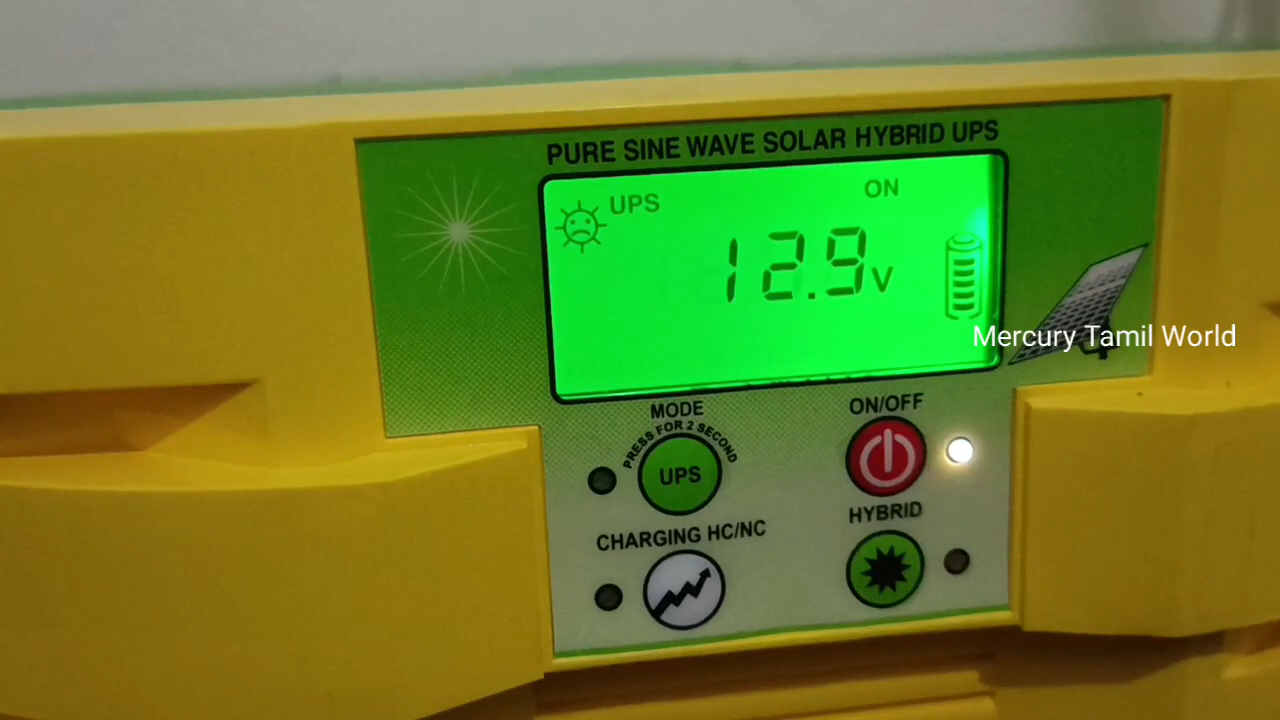 PURE SINE WAVE SOLAR HYBRID UPS
UPS
ON
12.9V
Mercury Tamil World
MODE
PRESS FOR 2 SECOND
UPS
ON/OFF
CHARGING HC/NC
HYBRID